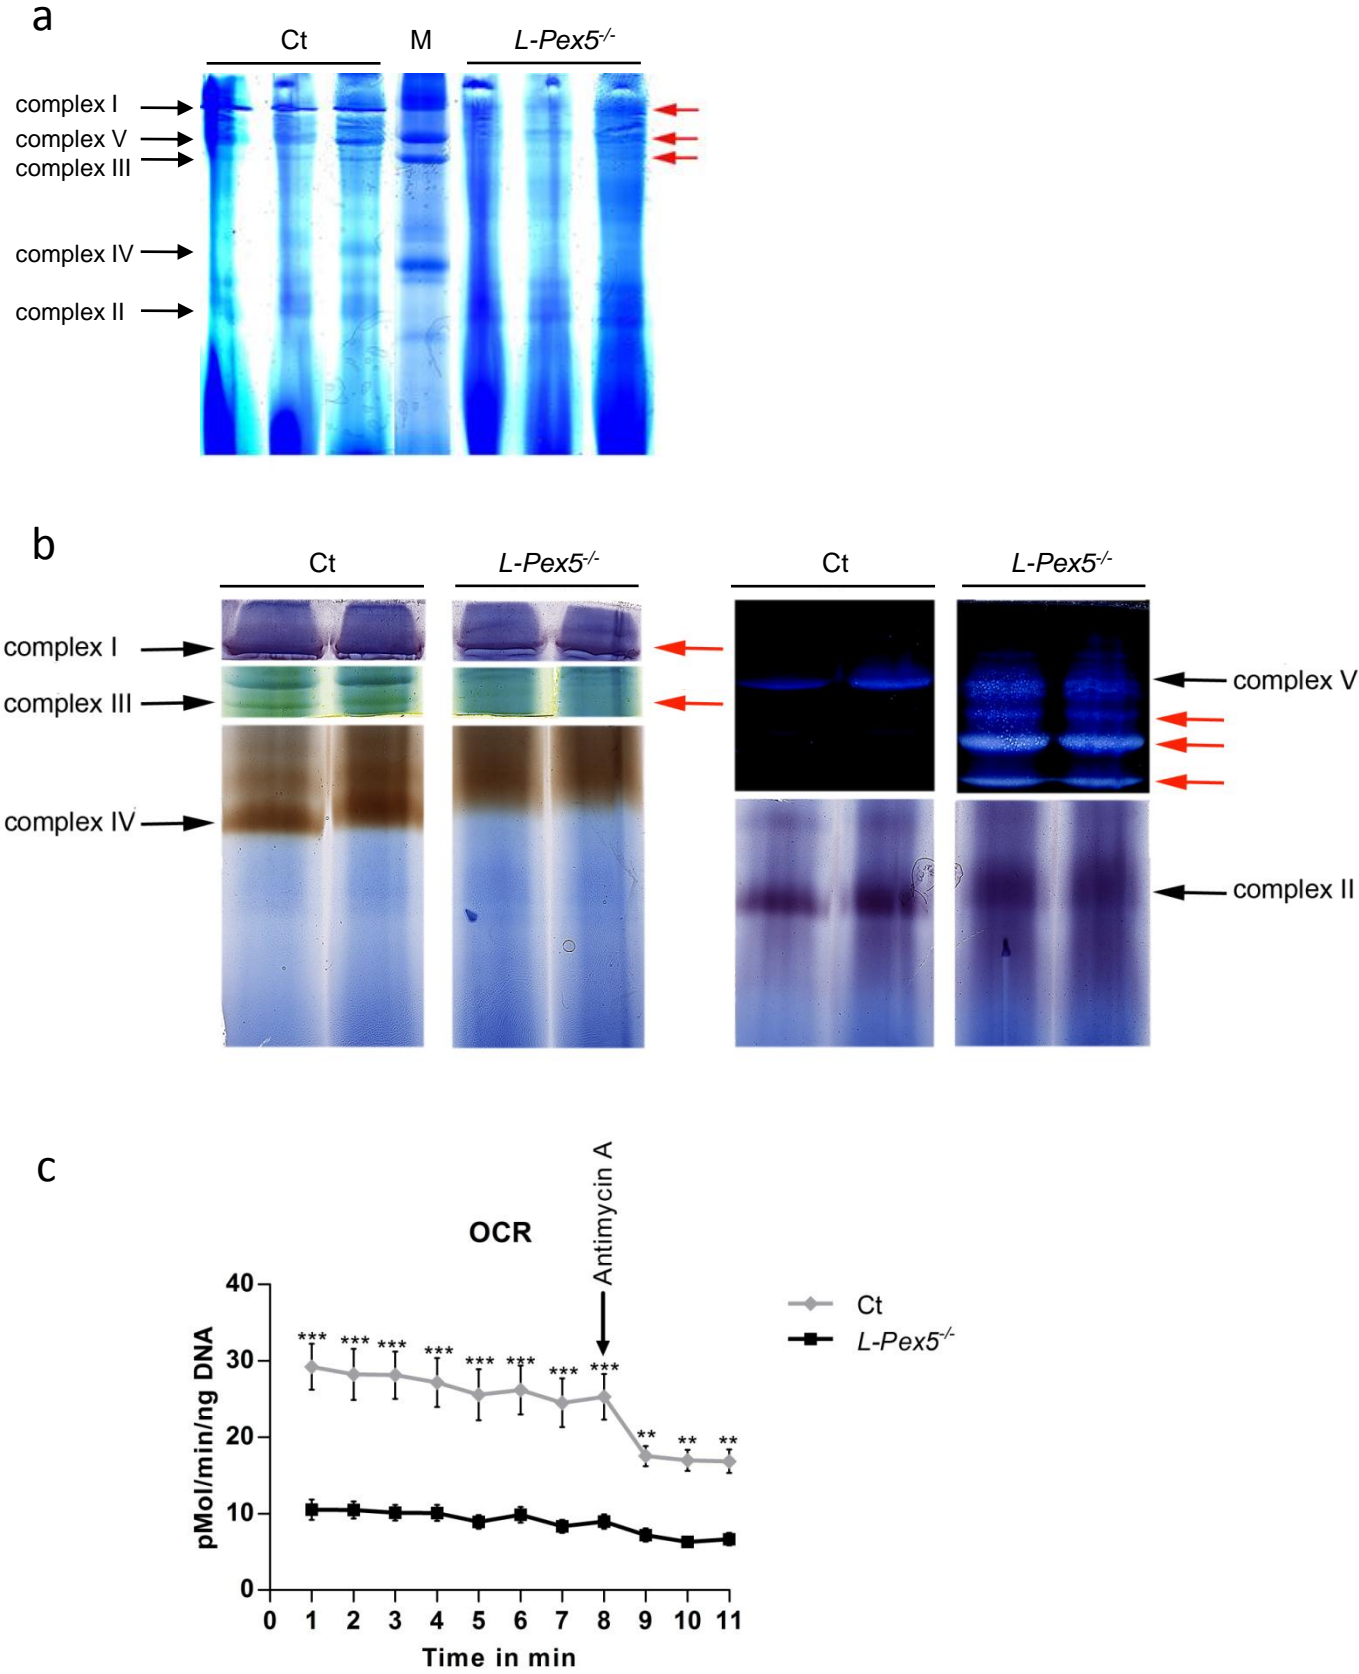 a
Ct M L-Pex5-/-
complex I
complex V
complex III
complex IV
complex II
b
Ct L-Pex5-/- Ct L-Pex5-/-
complex I
complex III
complex IV
complex V
complex II
c
Antimycin A
OCR
pMol/min/ng DNA
40
30
20
10
0
*** *** *** *** *** *** *** *** ** ** **
0 1 2 3 4 5 6 7 8 9 10 11
Time in min
Ct
L-Pex5-/-